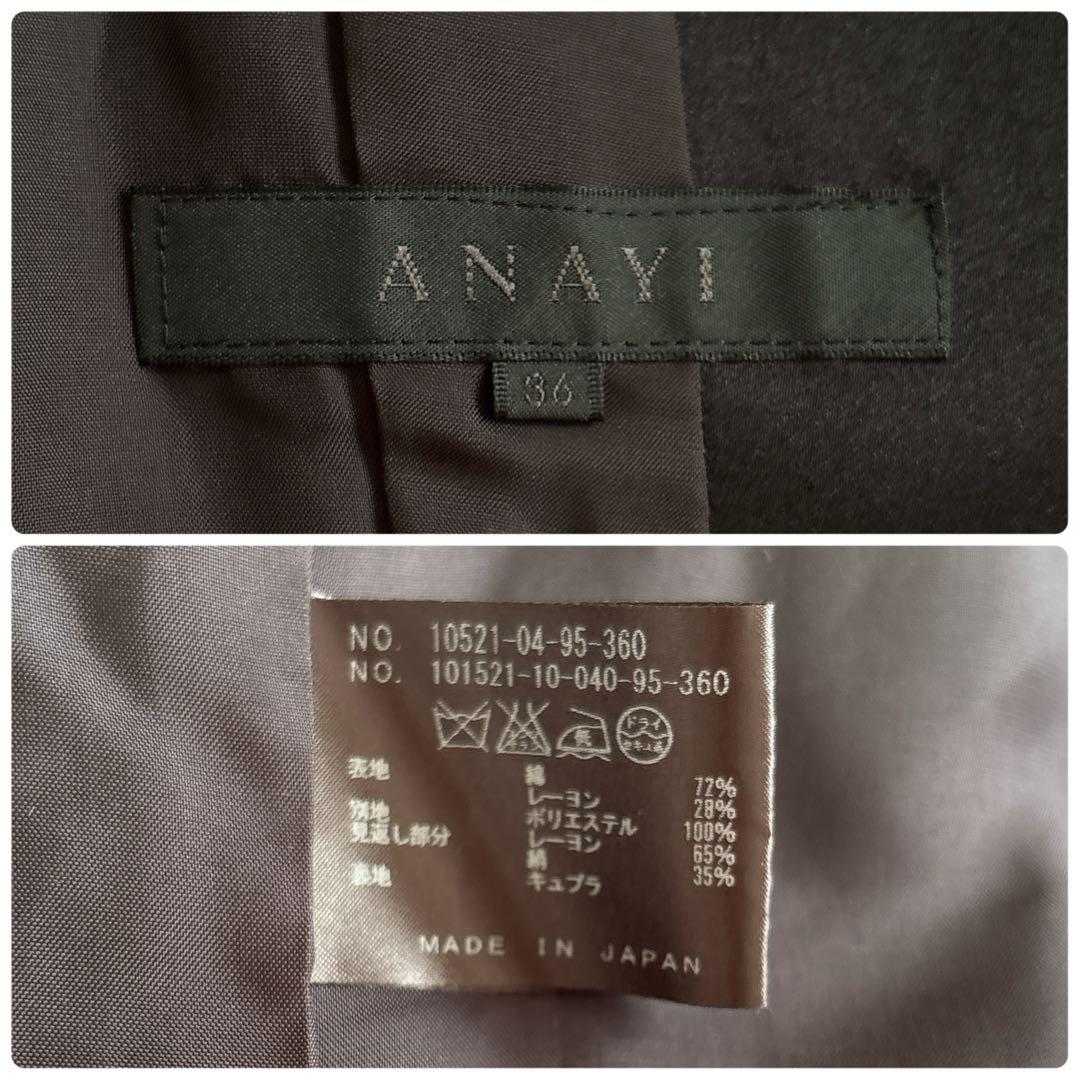 ANAYI
36
NO. 10521-04-95-360
NO. 101521-10-040-95-360
ドライ
表地 綿 72%
レーヨン 28%
別地 ポリエステル 100%
見返し部分 レーヨン 65%
絹 35%
裏地 キュプラ
MADE IN JAPAN